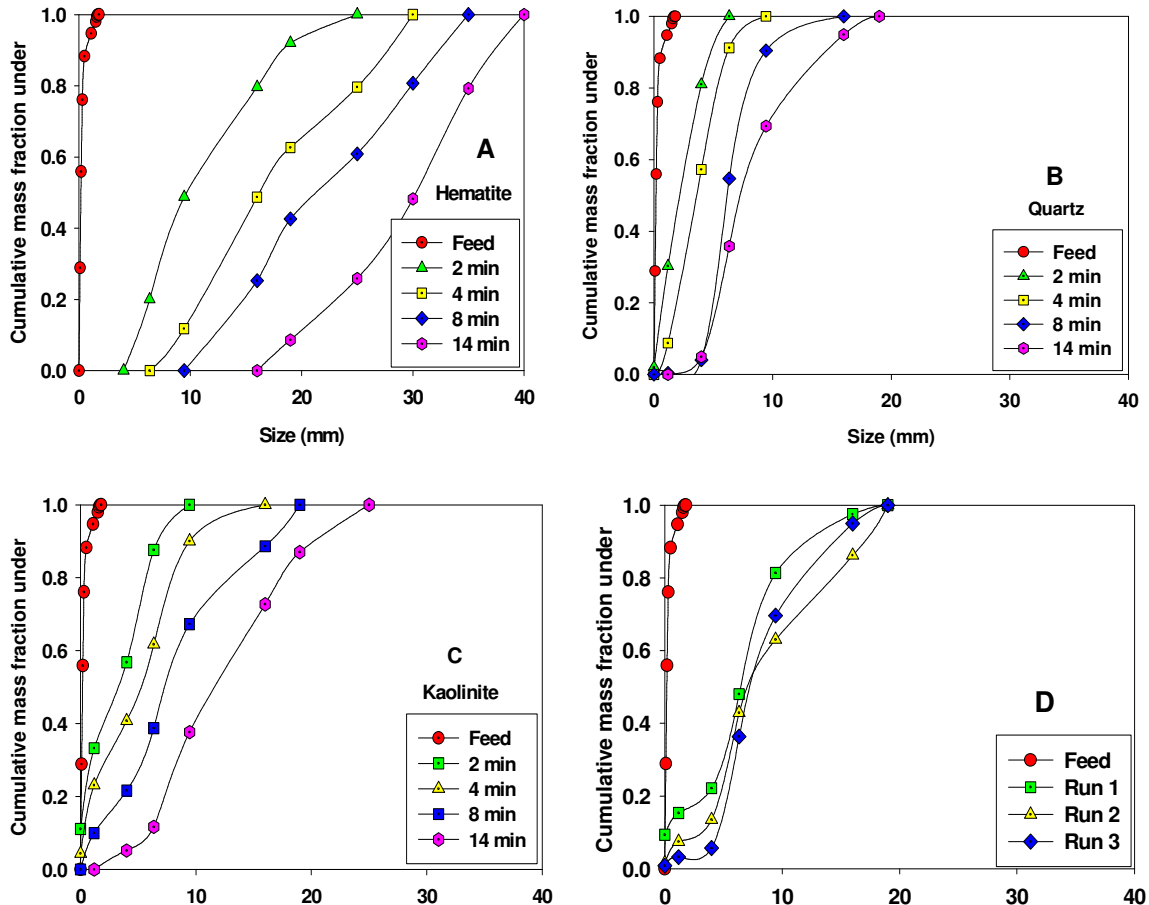 1.0
0.8
0.6
0.4
0.2
0.0
Cumulative mass fraction under
A
Hematite
Feed
2 min
4 min
8 min
14 min
0 10 20 30 40
Size (mm)
1.0
0.8
0.6
0.4
0.2
0.0
Cumulative mass fraction under
B
Quartz
Feed
2 min
4 min
8 min
14 min
0 10 20 30 40
Size (mm)
1.0
0.8
0.6
0.4
0.2
0.0
Cumulative mass fraction under
C
Kaolinite
Feed
2 min
4 min
8 min
14 min
0 10 20 30 40
1.0
0.8
0.6
0.4
0.2
0.0
Cumulative mass fraction under
D
Feed
Run 1
Run 2
Run 3
0 10 20 30 40